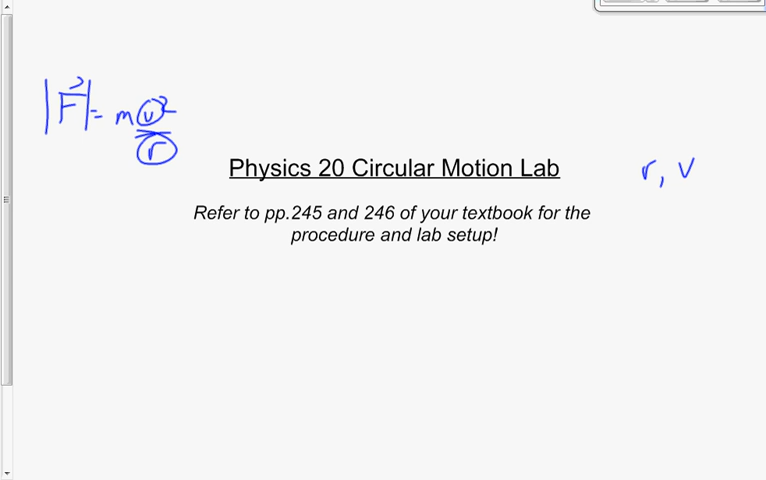 |F⃗| = mv²/r
Physics 20 Circular Motion Lab
r, v
Refer to pp.245 and 246 of your textbook for the
procedure and lab setup!